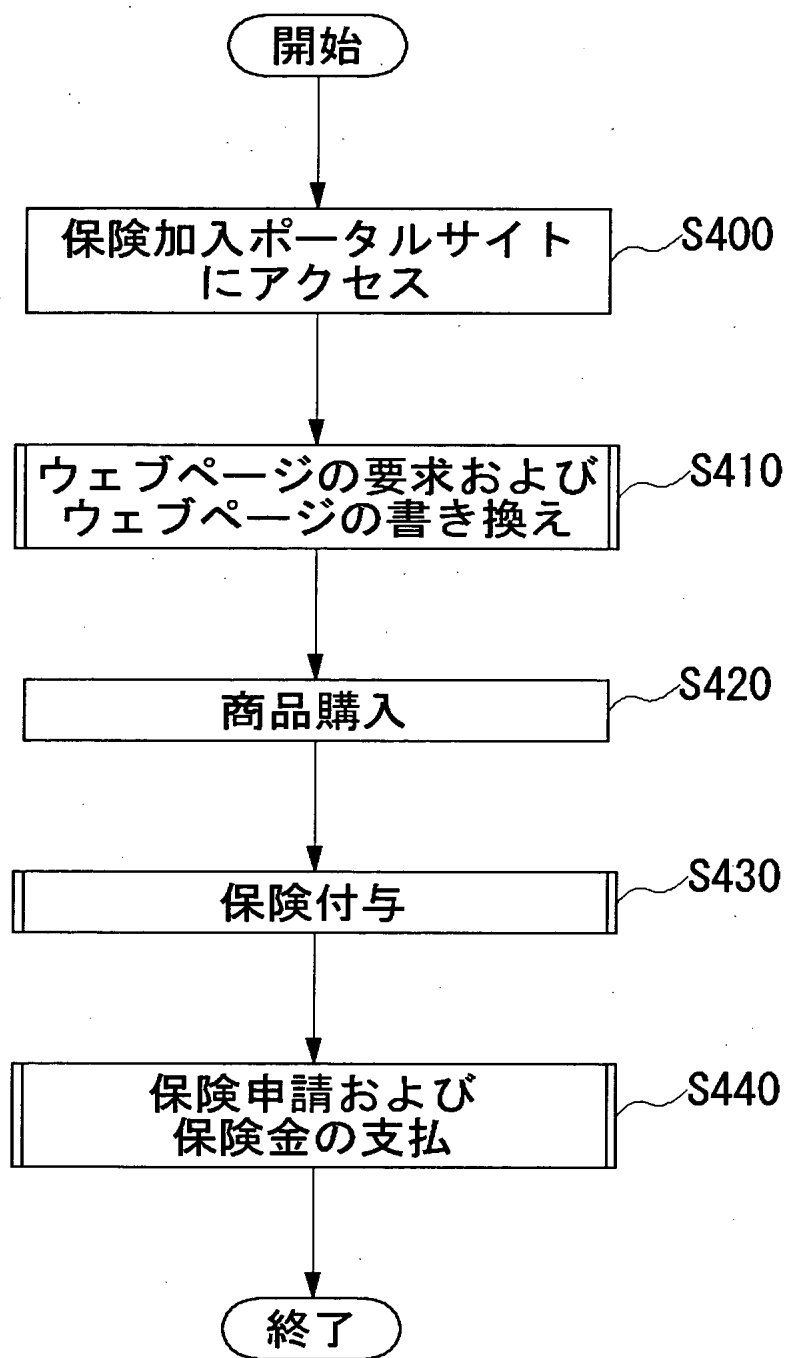 開始
保険加入ポータルサイト
にアクセス
S400
ウェブページの要求および
ウェブページの書き換え
S410
商品購入
S420
保険付与
S430
保険申請および
保険金の支払
S440
終了